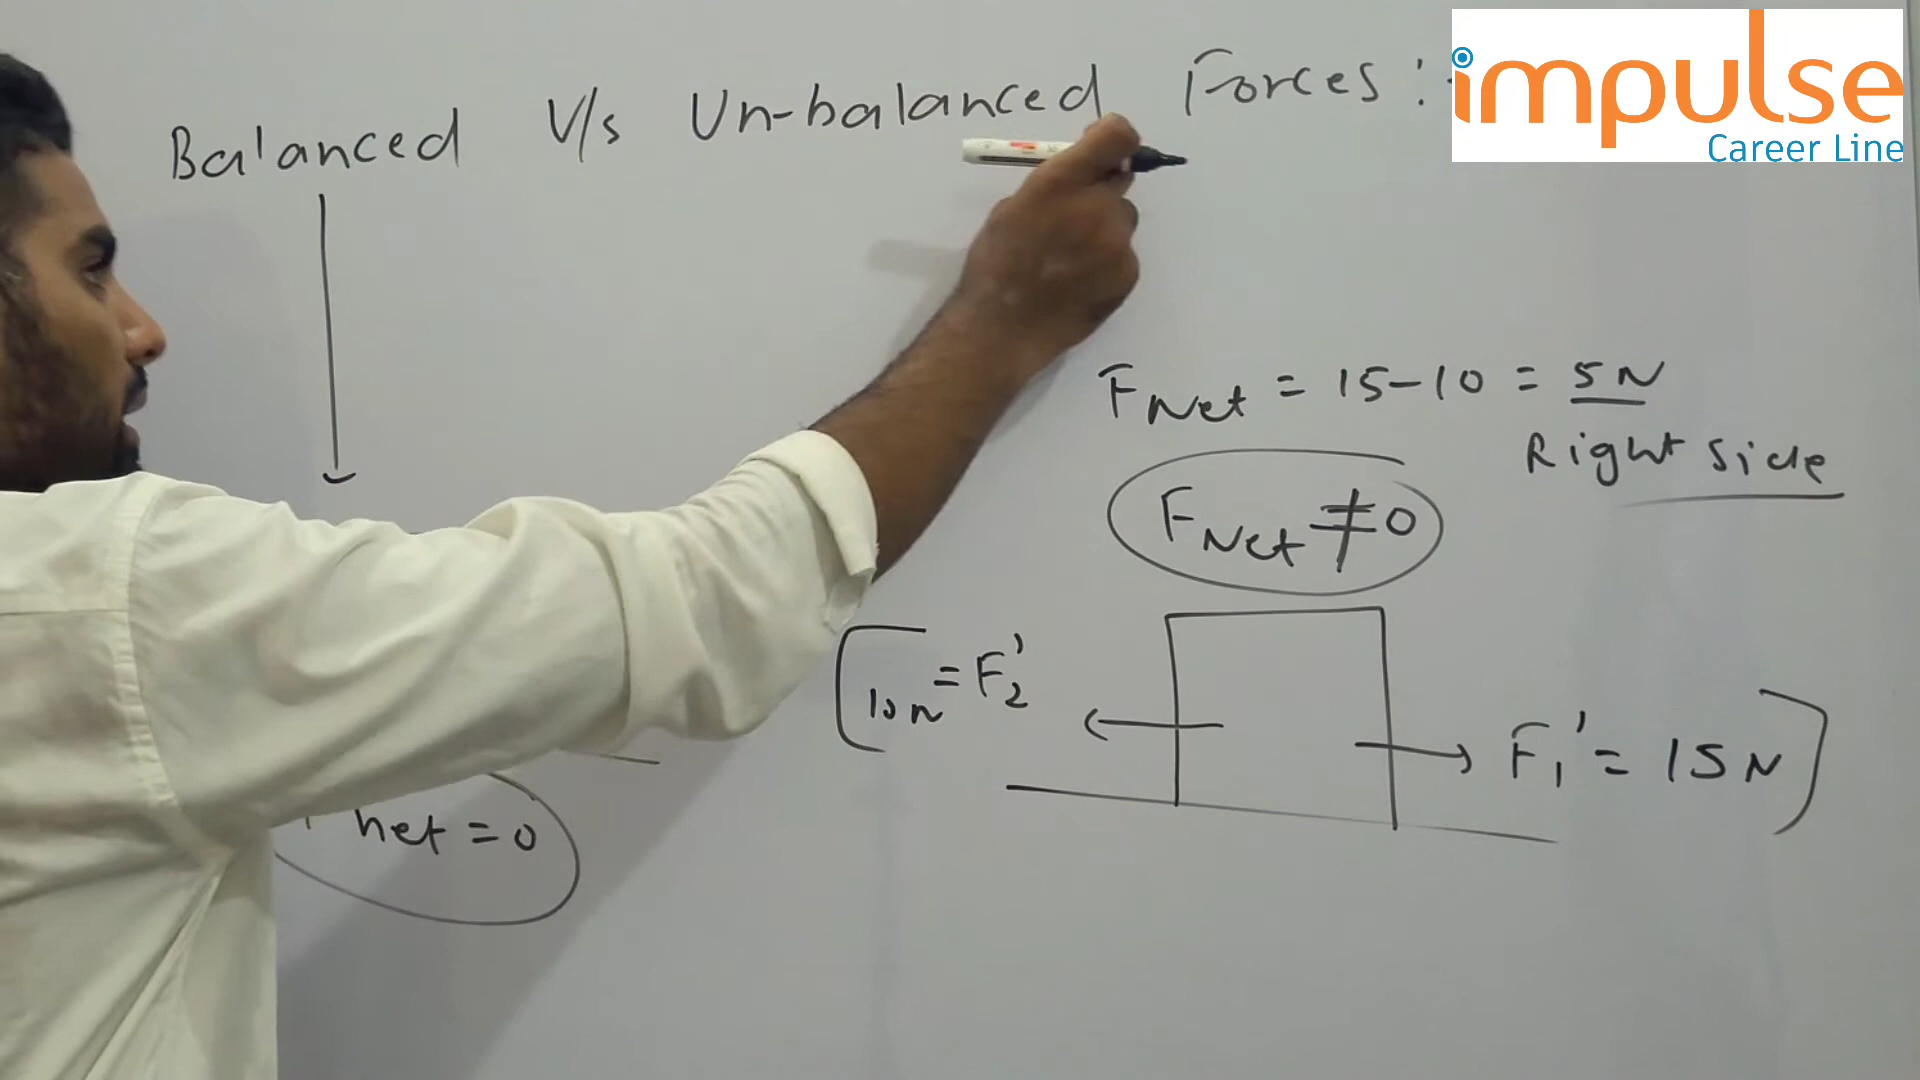 Balanced V/s Un-balanced Forces :-
impulse
Career Line
FNet = 15-10 = 5N
Right side
FNet ≠ 0
10N = F2'
F1' = 15N
net = 0